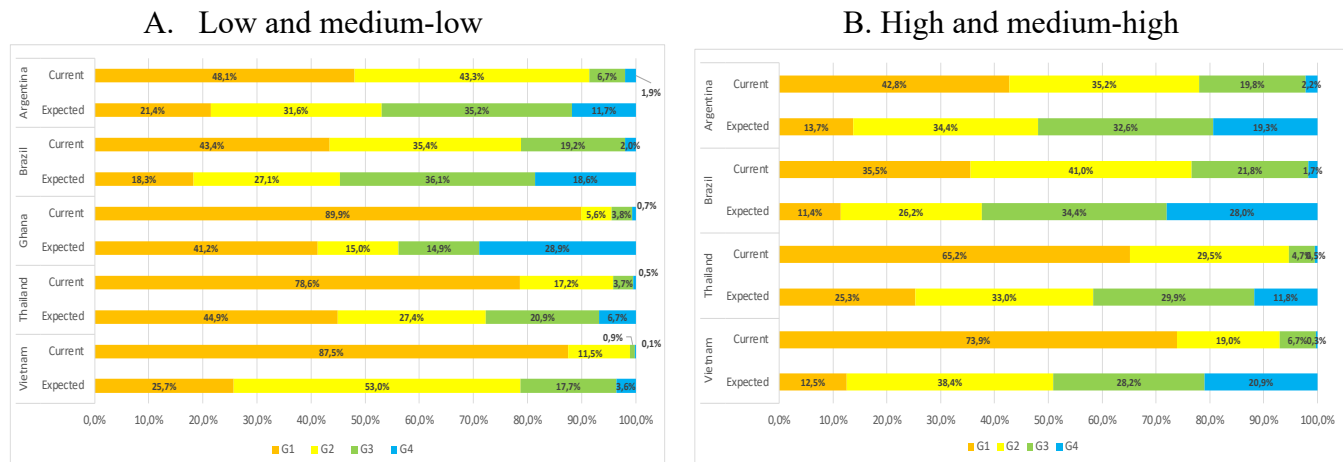 A. Low and medium-low
Argentina
Current 48,1% 43,3% 6,7% 1,9%
Expected 21,4% 31,6% 35,2% 11,7%
Brazil
Current 43,4% 35,4% 19,2% 2,0%
Expected 18,3% 27,1% 36,1% 18,6%
Ghana
Current 89,9% 5,6% 3,8% 0,7%
Expected 41,2% 15,0% 14,9% 28,9%
Thailand
Current 78,6% 17,2% 3,7% 0,5%
Expected 44,9% 27,4% 20,9% 6,7%
Vietnam
Current 87,5% 11,5% 0,9% 0,1%
Expected 25,7% 53,0% 17,7% 3,6%
0,0% 10,0% 20,0% 30,0% 40,0% 50,0% 60,0% 70,0% 80,0% 90,0% 100,0%
G1 G2 G3 G4
B. High and medium-high
Argentina
Current 42,8% 35,2% 19,8% 2,2%
Expected 13,7% 34,4% 32,6% 19,3%
Brazil
Current 35,5% 41,0% 21,8% 1,7%
Expected 11,4% 26,2% 34,4% 28,0%
Thailand
Current 65,2% 29,5% 4,7% 0,5%
Expected 25,3% 33,0% 29,9% 11,8%
Vietnam
Current 73,9% 19,0% 6,7% 0,3%
Expected 12,5% 38,4% 28,2% 20,9%
0,0% 10,0% 20,0% 30,0% 40,0% 50,0% 60,0% 70,0% 80,0% 90,0% 100,0%
G1 G2 G3 G4